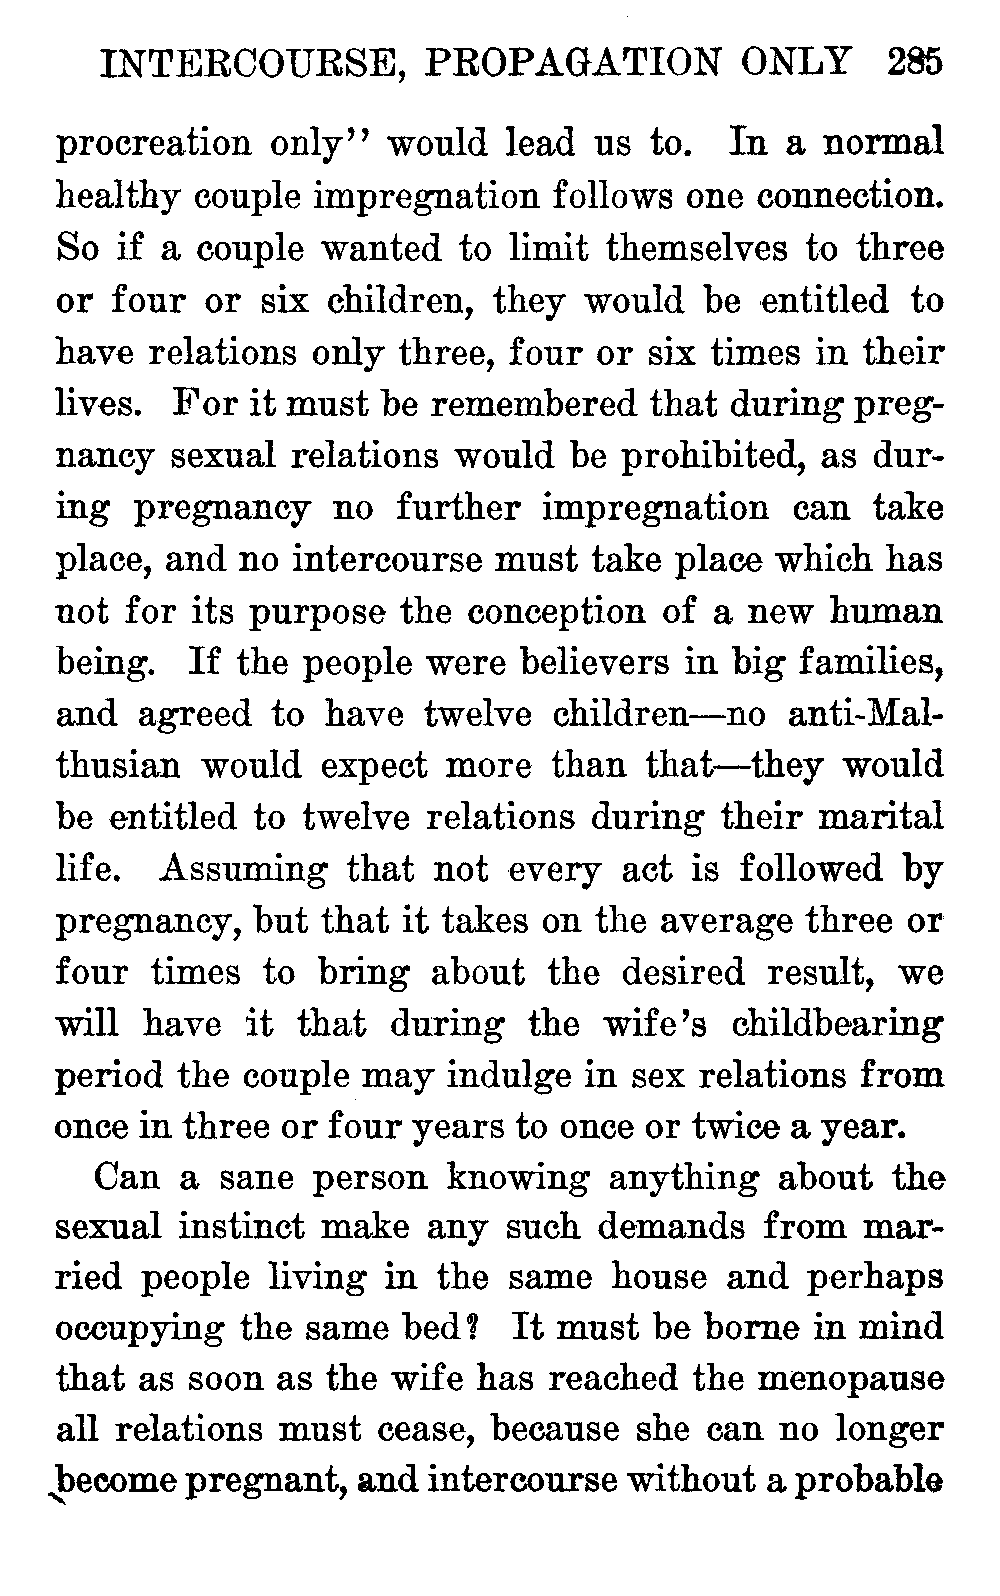 INTERCOURSE, PROPAGATION ONLY 285
procreation only" would lead us to. In a normal
healthy couple impregnation follows one connection.
So if a couple wanted to limit themselves to three
or four or six children, they would be entitled to
have relations only three, four or six times in their
lives. For it must be remembered that during preg-
nancy sexual relations would be prohibited, as dur-
ing pregnancy no further impregnation can take
place, and no intercourse must take place which has
not for its purpose the conception of a new human
being. If the people were believers in big families,
and agreed to have twelve children—no anti-Mal-
thusian would expect more than that—they would
be entitled to twelve relations during their marital
life. Assuming that not every act is followed by
pregnancy, but that it takes on the average three or
four times to bring about the desired result, we
will have it that during the wife's childbearing
period the couple may indulge in sex relations from
once in three or four years to once or twice a year.
Can a sane person knowing anything about the
sexual instinct make any such demands from mar-
ried people living in the same house and perhaps
occupying the same bed? It must be borne in mind
that as soon as the wife has reached the menopause
all relations must cease, because she can no longer
become pregnant, and intercourse without a probable